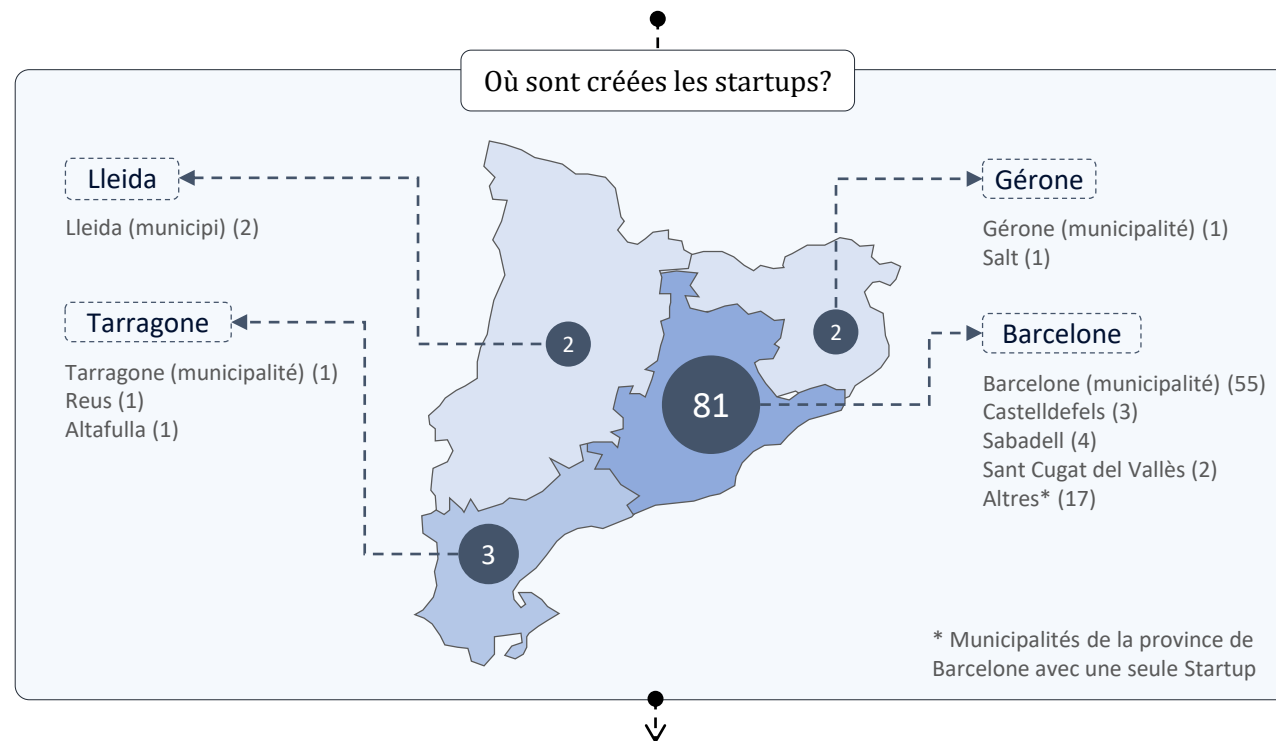 Où sont créées les startups?
Lleida
Lleida (municipi) (2)
Tarragone
Tarragone (municipalité) (1)
Reus (1)
Altafulla (1)
2
3
81
2
Gérone
Gérone (municipalité) (1)
Salt (1)
Barcelone
Barcelone (municipalité) (55)
Castelldefels (3)
Sabadell (4)
Sant Cugat del Vallès (2)
Altres* (17)
* Municipalités de la province de
Barcelone avec une seule Startup